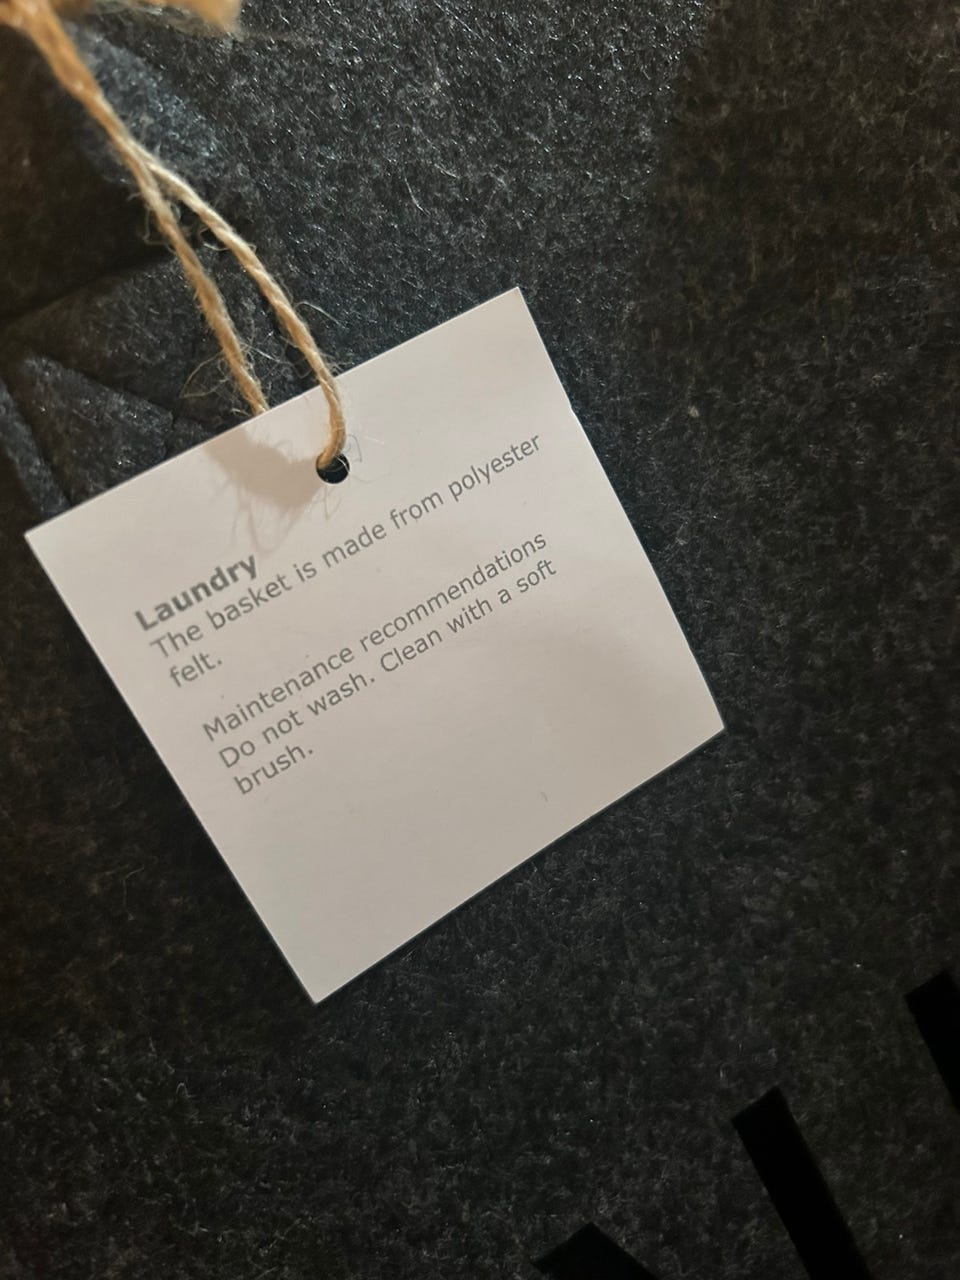 Laundry
The basket is made from polyester
felt.
Maintenance recommendations
Do not wash. Clean with a soft
brush.